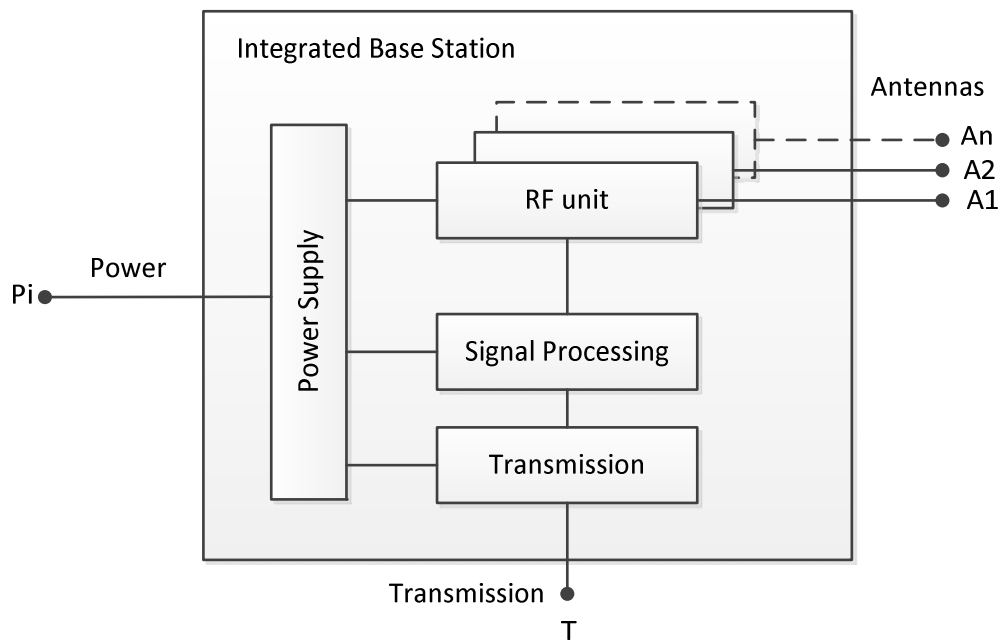 Integrated Base Station
Antennas
An
A2
A1
RF unit
Power
Pi
Power Supply
Signal Processing
Transmission
Transmission
T